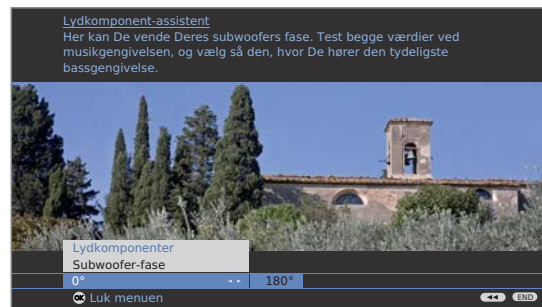 Lydkomponent-assistent
Her kan De vende Deres subwoofers fase. Test begge værdier ved
musikgengivelsen, og vælg så den, hvor De hører den tydeligste
bassgengivelse.
Lydkomponenter
Subwoofer-fase
0° -- 180°
OK Luk menuen
END